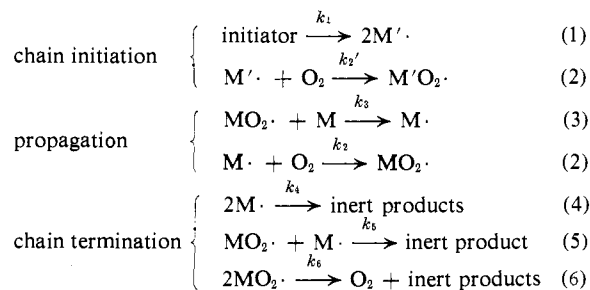 chain initiation
initiator —k₁→ 2M′· (1)
M′· + O₂ —k₂′→ M′O₂· (2)
propagation
MO₂· + M —k₃→ M· (3)
M· + O₂ —k₂→ MO₂· (2)
chain termination
2M· —k₄→ inert products (4)
MO₂· + M· —k₅→ inert product (5)
2MO₂· —k₆→ O₂ + inert products (6)